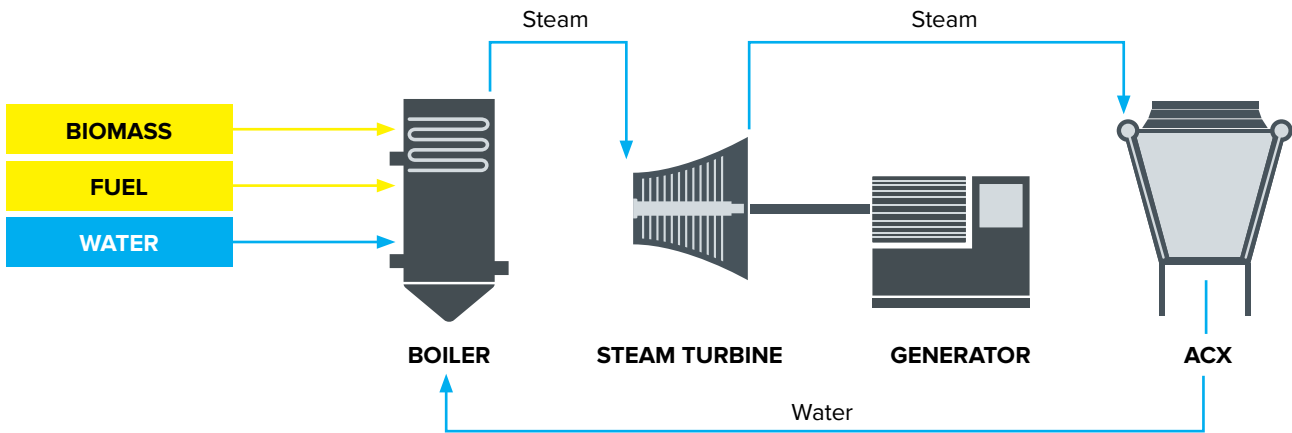 Steam
Steam
BIOMASS
FUEL
WATER
BOILER
STEAM TURBINE
GENERATOR
ACX
Water